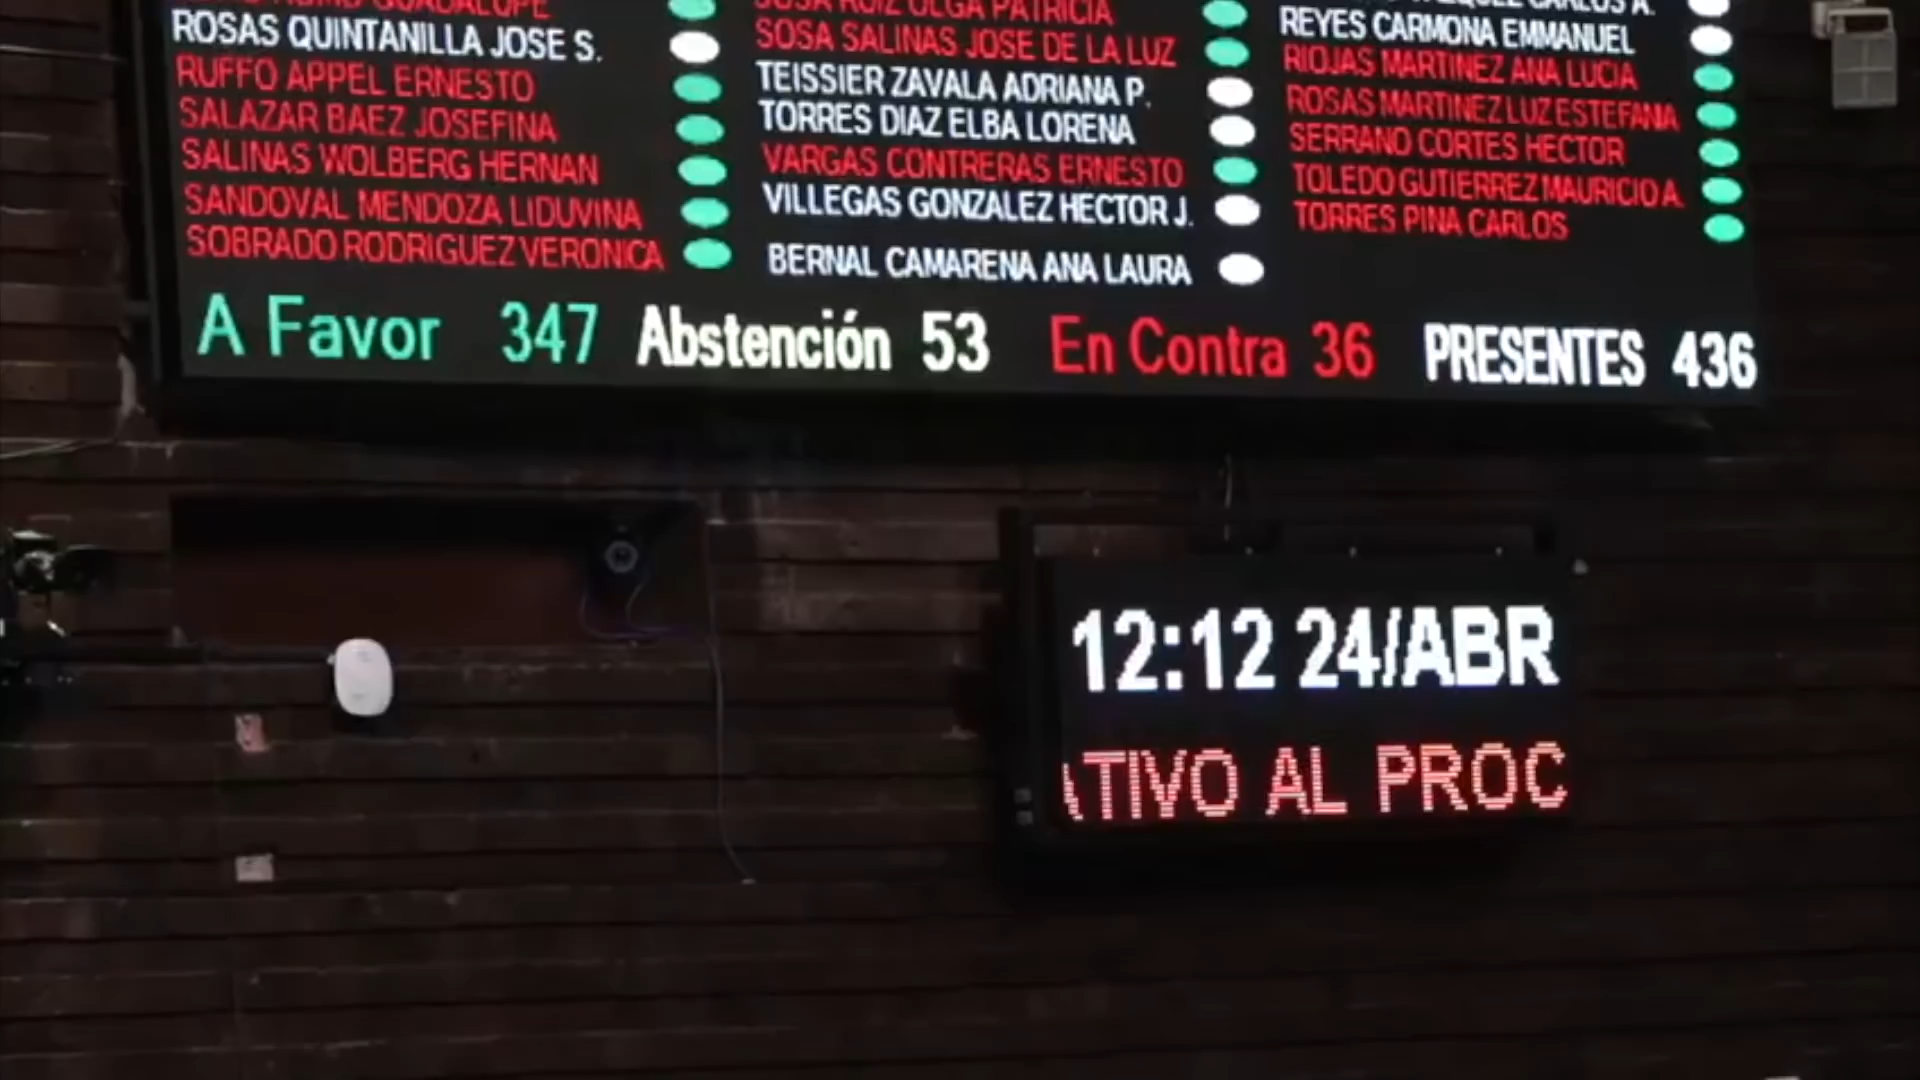 GUADALUPE
ROSAS QUINTANILLA JOSE S.
RUFFO APPEL ERNESTO
SALAZAR BAEZ JOSEFINA
SALINAS WOLBERG HERNAN
SANDOVAL MENDOZA LIDUVINA
SOBRADO RODRIGUEZ VERONICA
SOSA RUIZ OLGA PATRICIA
SOSA SALINAS JOSE DE LA LUZ
TEISSIER ZAVALA ADRIANA P.
TORRES DIAZ ELBA LORENA
VARGAS CONTRERAS ERNESTO
VILLEGAS GONZALEZ HECTOR J.
BERNAL CAMARENA ANA LAURA
CARLOS A.
REYES CARMONA EMMANUEL
RIOJAS MARTINEZ ANA LUCIA
ROSAS MARTINEZ LUZ ESTEFANIA
SERRANO CORTES HECTOR
TOLEDO GUTIERREZ MAURICIO A.
TORRES PINA CARLOS
A Favor 347 Abstención 53 En Contra 36 PRESENTES 436
12:12 24/ABR
ATIVO AL PROC